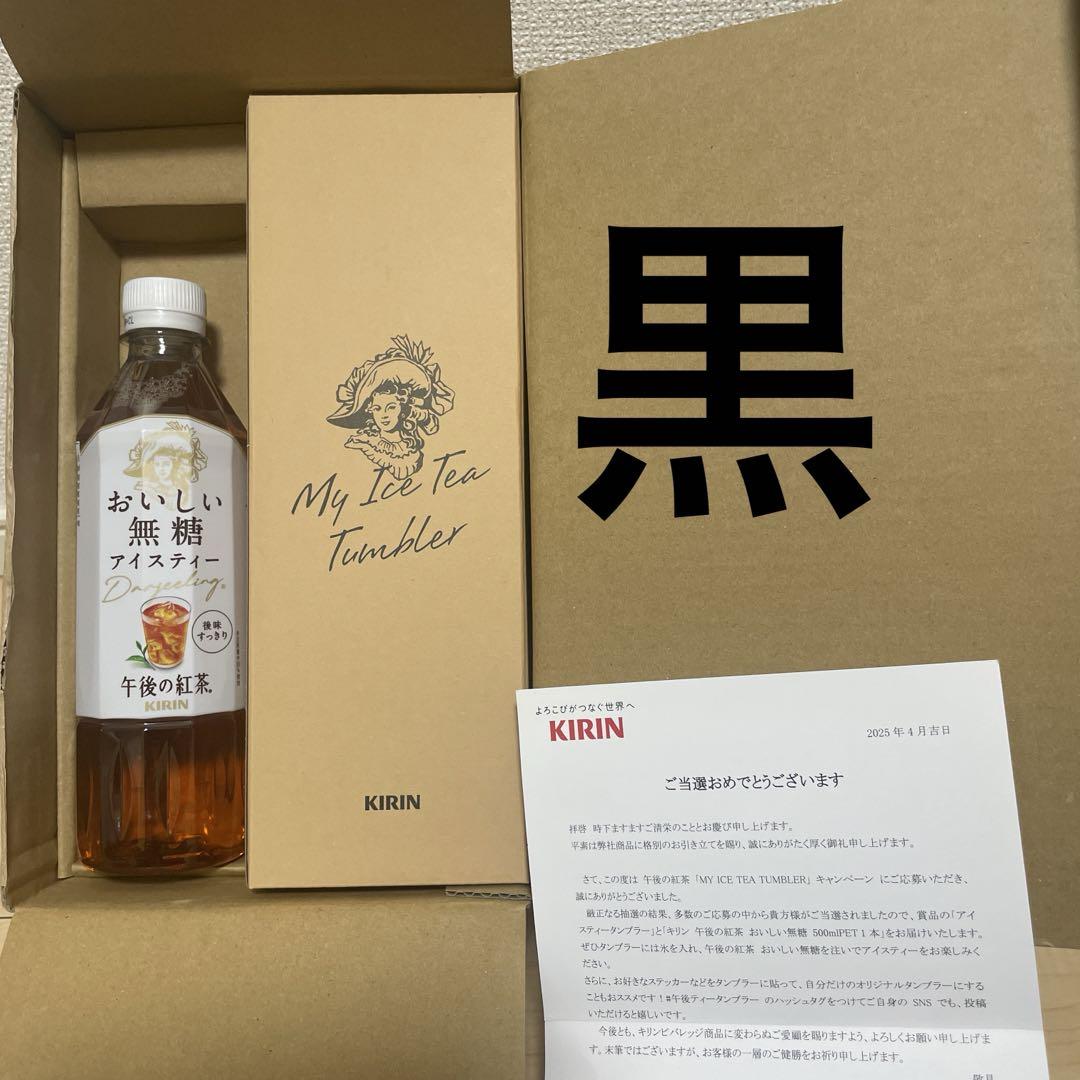 おいしい
無糖
アイスティー
Darjeeling®
後味
すっきり
午後の紅茶®
KIRIN
My Ice Tea
Tumbler
KIRIN
黒
よろこびがつなぐ世界へ
KIRIN
2025年4月吉日
ご当選おめでとうございます
拝啓 時下ますますご清栄のこととお慶び申し上げます。
平素は弊社商品に格別のお引き立てを賜り、誠にありがたく厚く御礼申し上げます。
さて、この度は 午後の紅茶「MY ICE TEA TUMBLER」キャンペーン にご応募いただき、
誠にありがとうございました。
厳正なる抽選の結果、多数のご応募の中から貴方様がご当選されましたので、賞品の「アイ
スティータンブラー」と「キリン 午後の紅茶 おいしい無糖 500mlPET1本」をお届けいたします。
ぜひタンブラーには氷を入れ、午後の紅茶 おいしい無糖を注いでアイスティーをお楽しみく
ださい。
さらに、お好きなステッカーなどをタンブラーに貼って、自分だけのオリジナルタンブラーにする
こともおススメです！#午後ティータンブラー のハッシュタグをつけてご自身の SNS でも、投稿
いただけると嬉しいです。
今後とも、キリンビバレッジ商品に変わらぬご愛顧を賜りますよう、よろしくお願い申し上げま
す。末筆ではございますが、お客様の一層のご健勝をお祈り申し上げます。